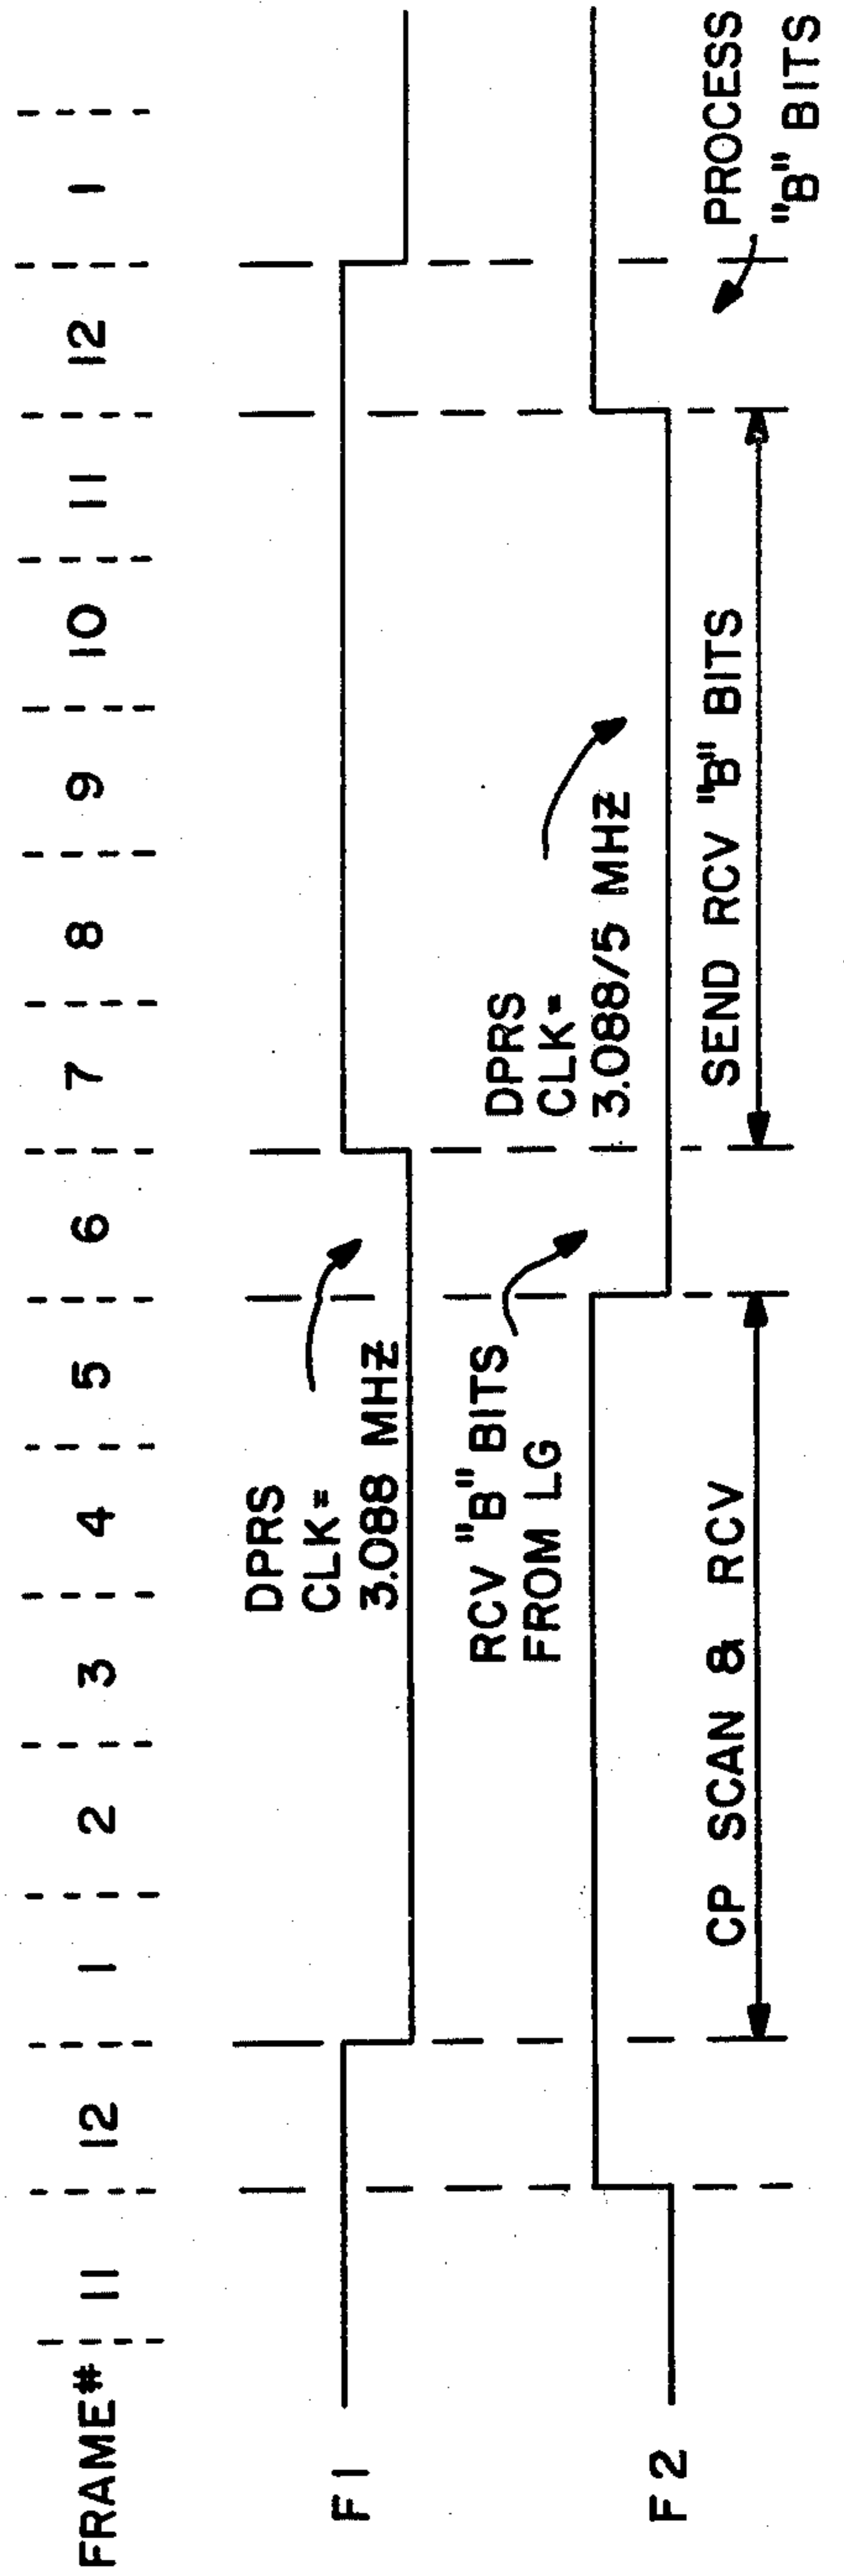 FRAME# 11 12 1 2 3 4 5 6 7 8 9 10 11 12 1
F1
DPRS
CLK=
3.088 MHZ
RCV "B" BITS
FROM LG
DPRS
CLK=
3.088/5 MHZ
F2
CP SCAN & RCV
SEND RCV "B" BITS
PROCESS
"B" BITS